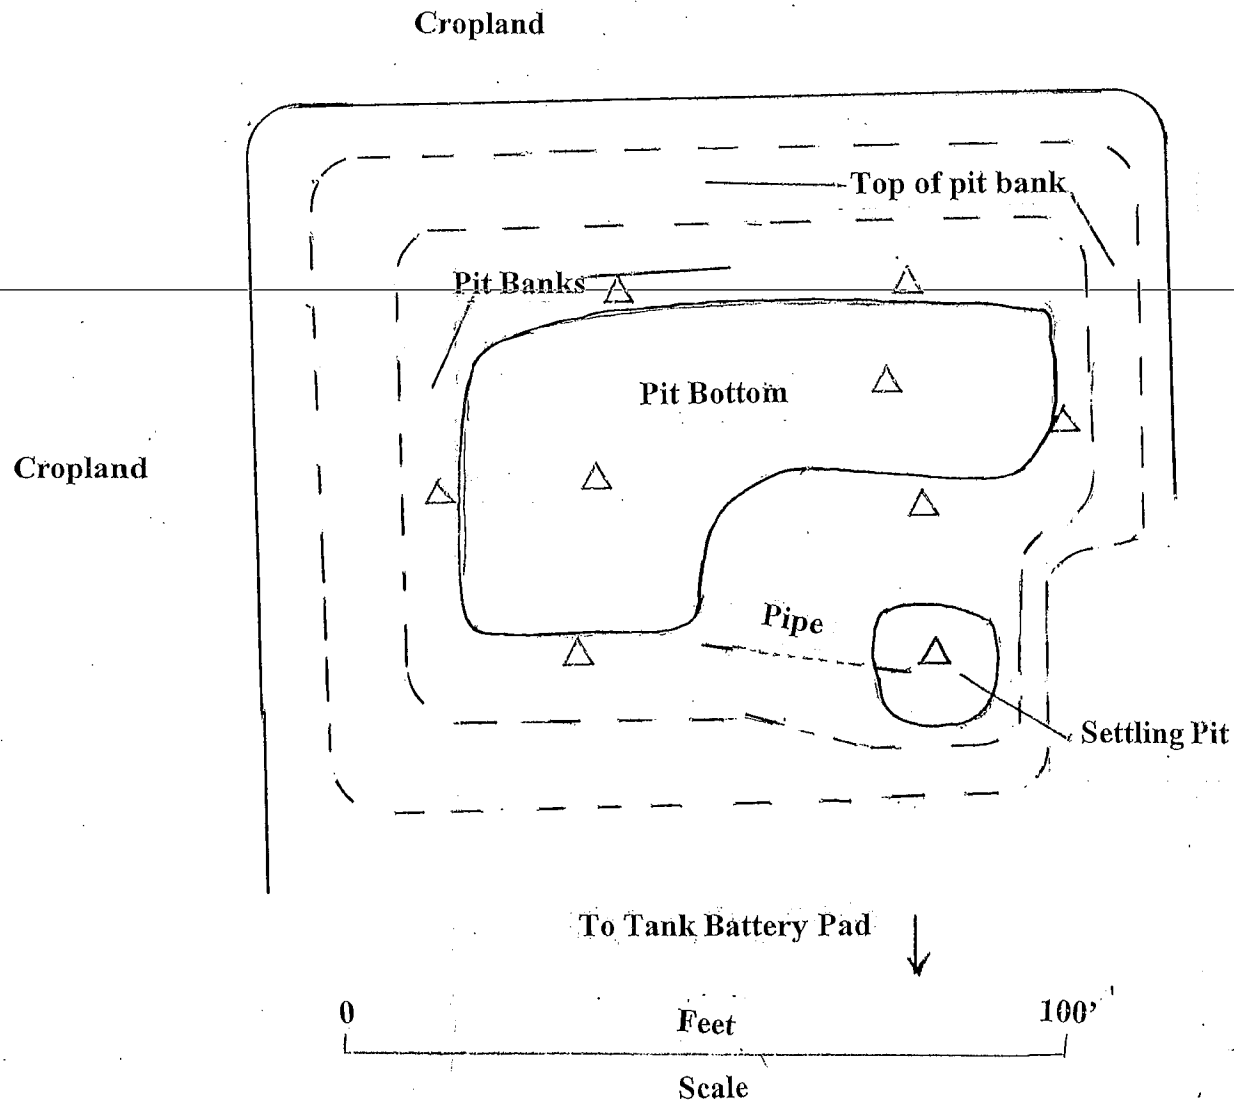 Cropland
Top of pit bank
Pit Banks
Pit Bottom
Cropland
Pipe
Settling Pit
To Tank Battery Pad
0
100'
Feet
Scale